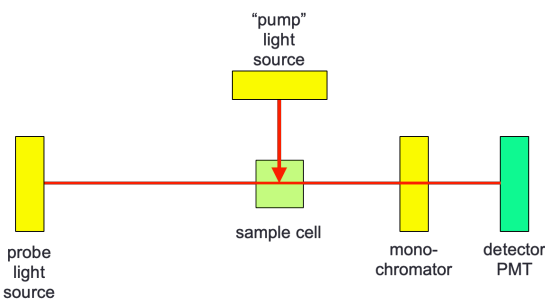 “pump”
light
source
sample cell
probe
light
source
mono-
chromator
detector
PMT